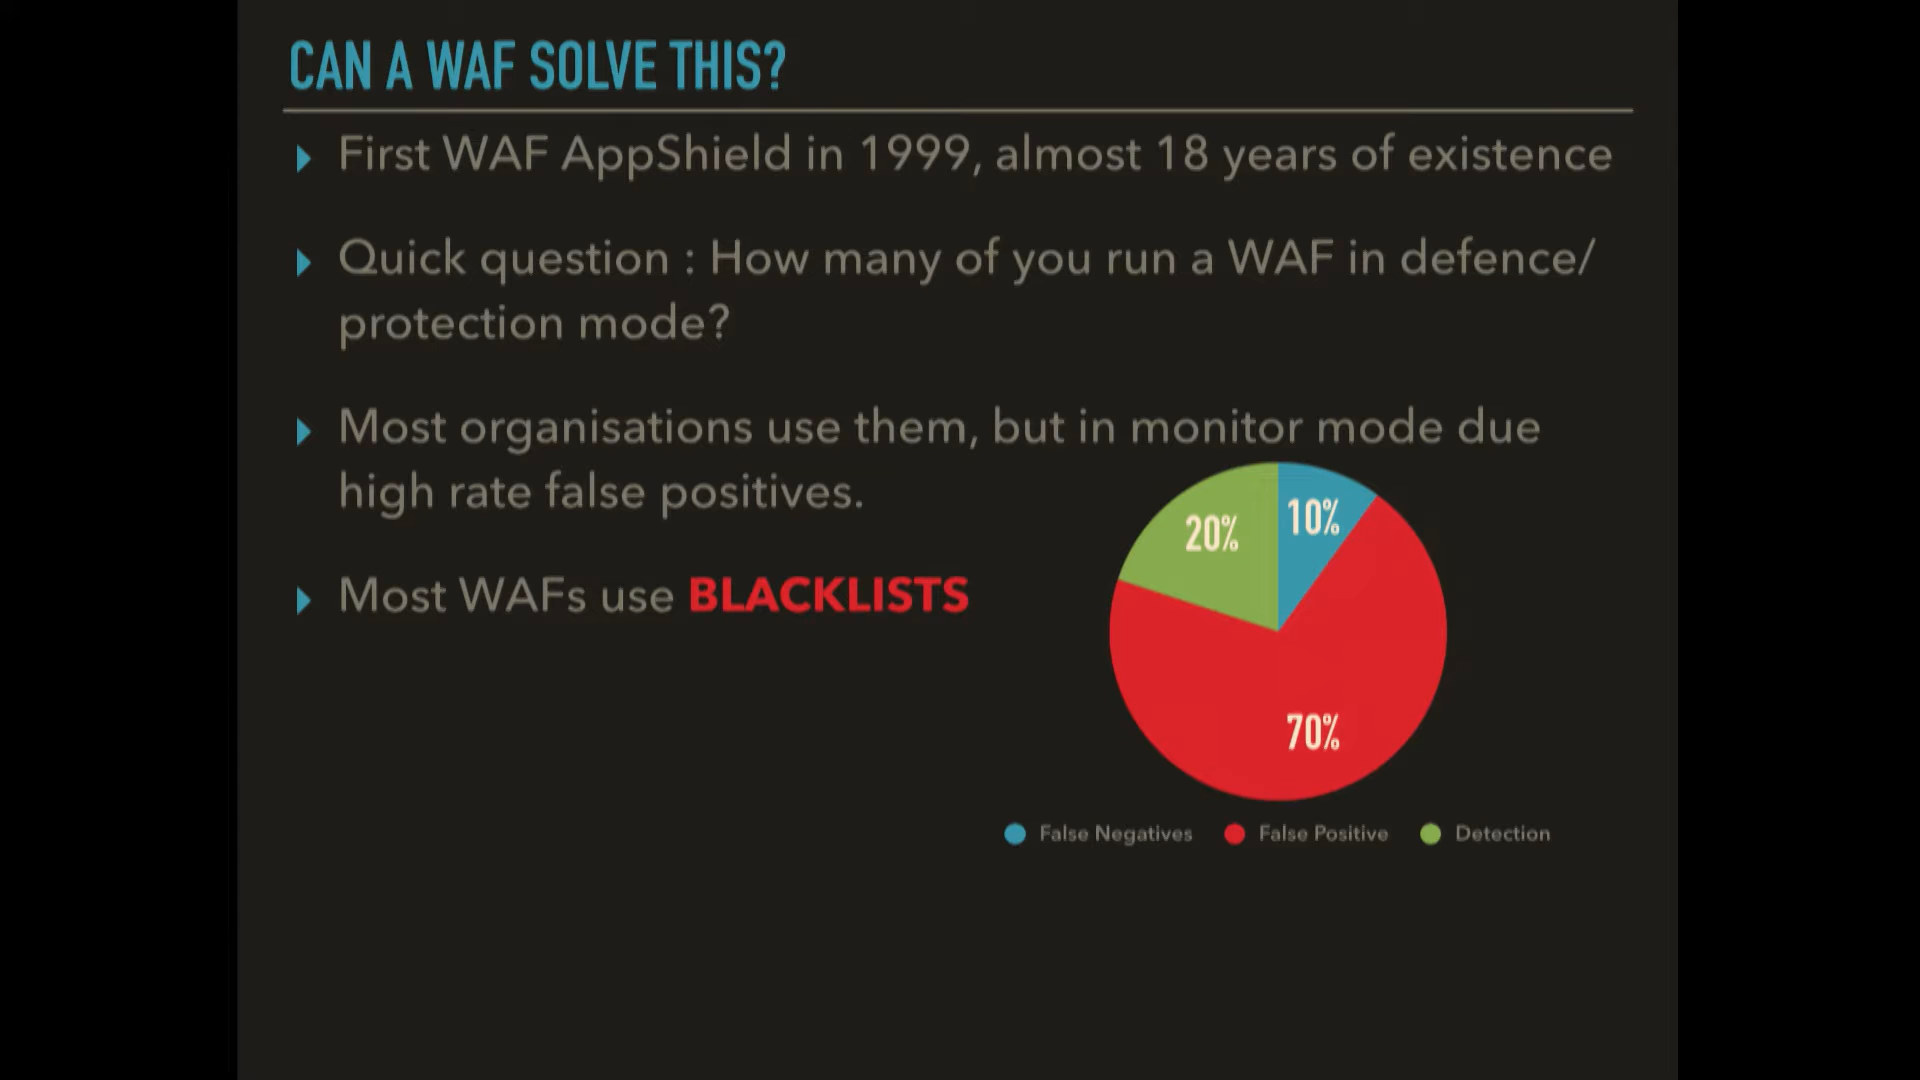 CAN A WAF SOLVE THIS?
First WAF AppShield in 1999, almost 18 years of existence
Quick question : How many of you run a WAF in defence/
protection mode?
Most organisations use them, but in monitor mode due
high rate false positives.
Most WAFs use BLACKLISTS
20%
10%
70%
False Negatives
False Positive
Detection